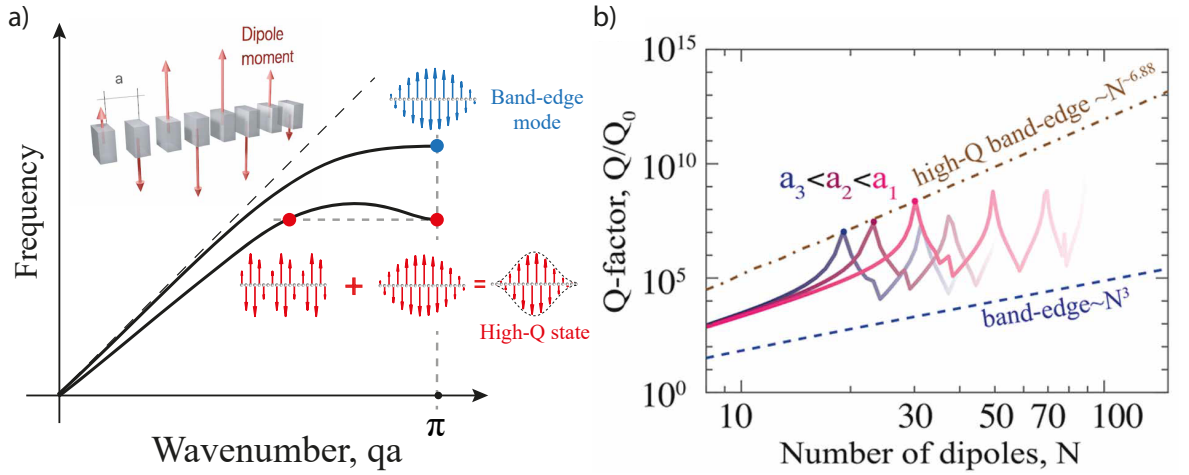 a)
Dipole
moment
a
Band-edge
mode
+
=
High-Q state
Frequency
π
Wavenumber, qa
b)
10^15
10^10
10^5
10^0
Q-factor, Q/Q_0
high-Q band-edge ~N^~6.88
a_3<a_2<a_1
band-edge~N^3
10 30 50 70 100
Number of dipoles, N